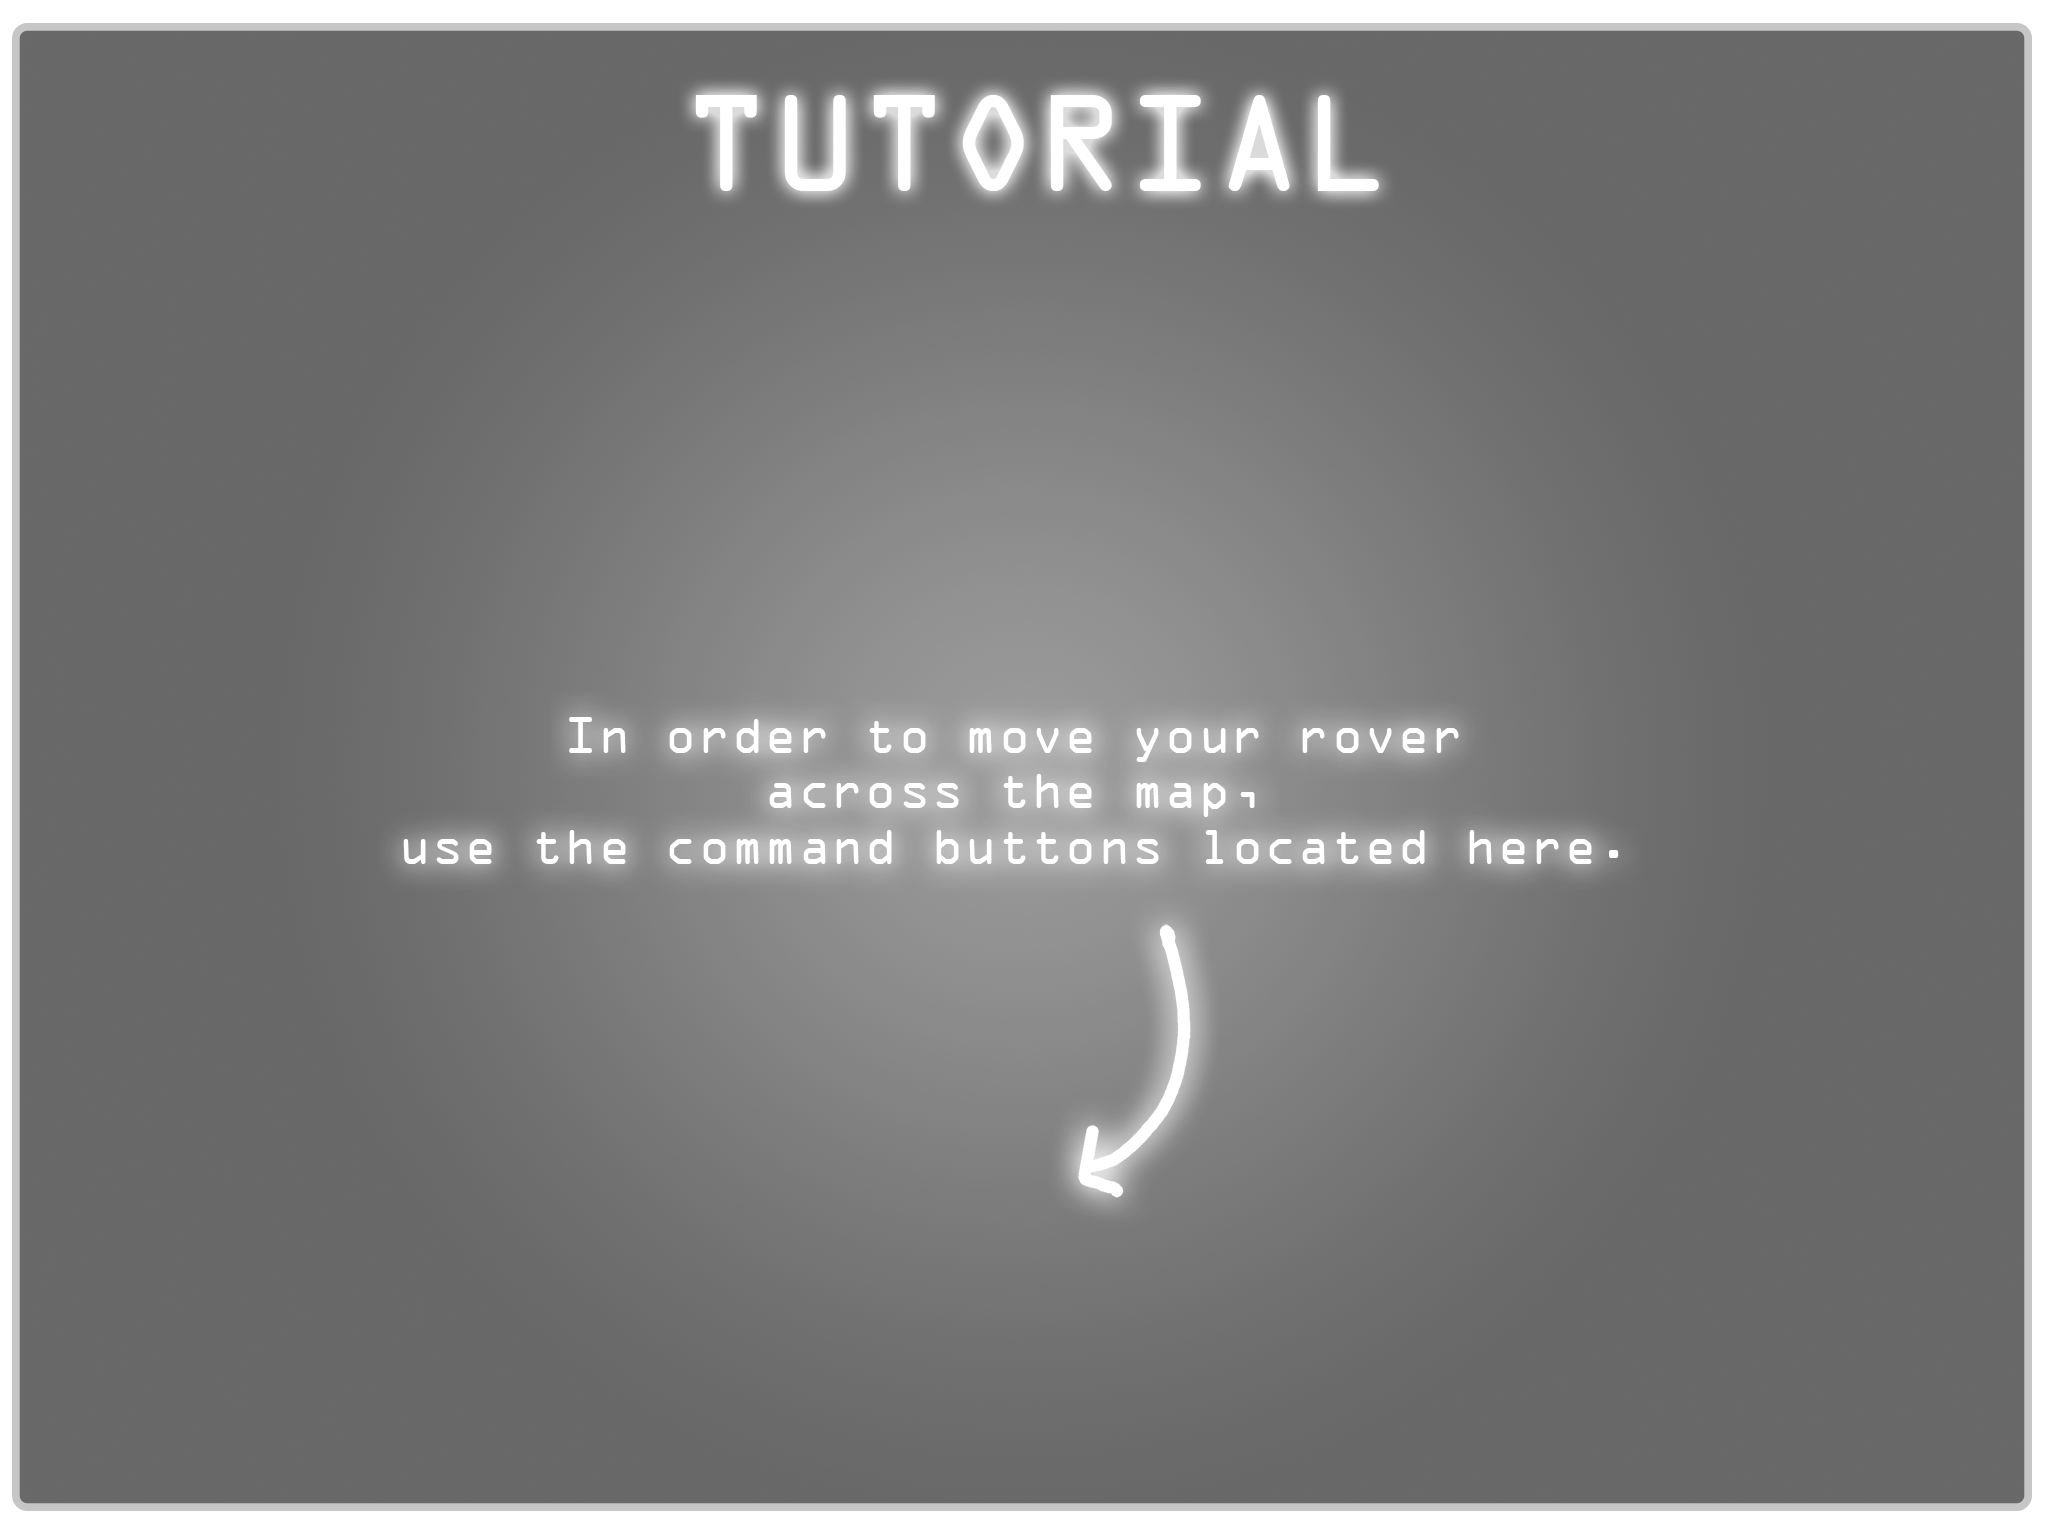 TUTORIAL
In order to move your rover
across the map,
use the command buttons located here.